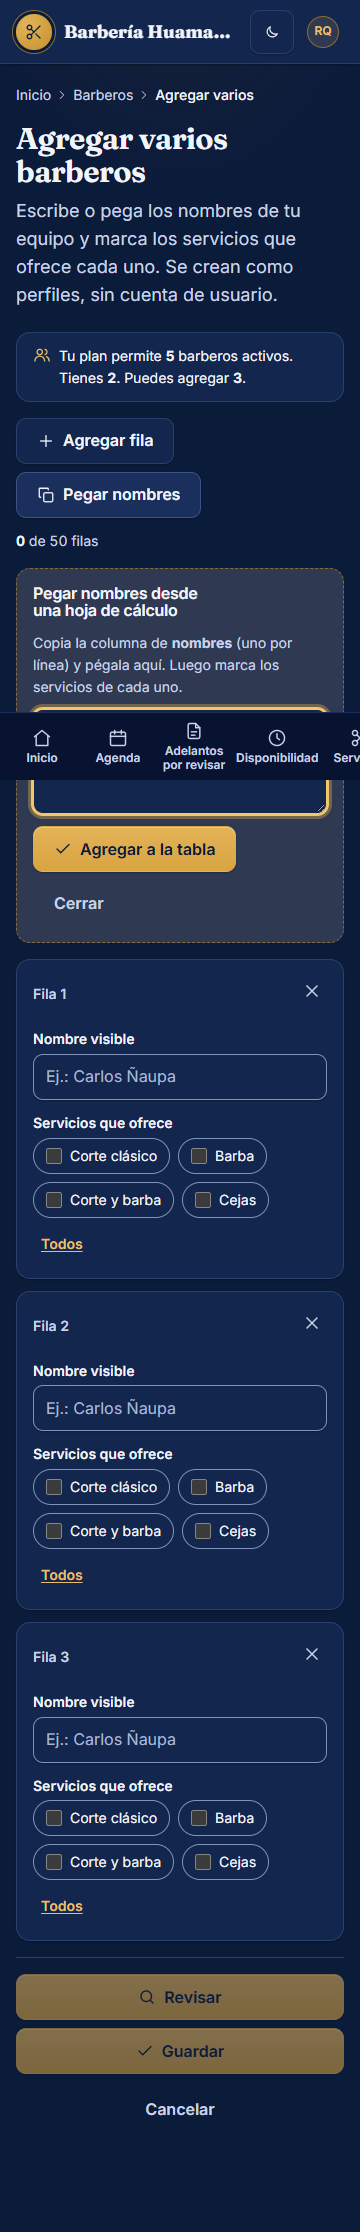 Barbería Huama...
RQ
Inicio > Barberos > Agregar varios
Agregar varios
barberos
Escribe o pega los nombres de tu
equipo y marca los servicios que
ofrece cada uno. Se crean como
perfiles, sin cuenta de usuario.
Tu plan permite 5 barberos activos.
Tienes 2. Puedes agregar 3.
Agregar fila
Pegar nombres
0 de 50 filas
Pegar nombres desde
una hoja de cálculo
Copia la columna de nombres (uno por
línea) y pégala aquí. Luego marca los
servicios de cada uno.
Inicio
Agenda
Adelantos
por revisar
Disponibilidad
Serv
Agregar a la tabla
Cerrar
Fila 1
Nombre visible
Ej.: Carlos Ñaupa
Servicios que ofrece
Corte clásico
Barba
Corte y barba
Cejas
Todos
Fila 2
Nombre visible
Ej.: Carlos Ñaupa
Servicios que ofrece
Corte clásico
Barba
Corte y barba
Cejas
Todos
Fila 3
Nombre visible
Ej.: Carlos Ñaupa
Servicios que ofrece
Corte clásico
Barba
Corte y barba
Cejas
Todos
Revisar
Guardar
Cancelar